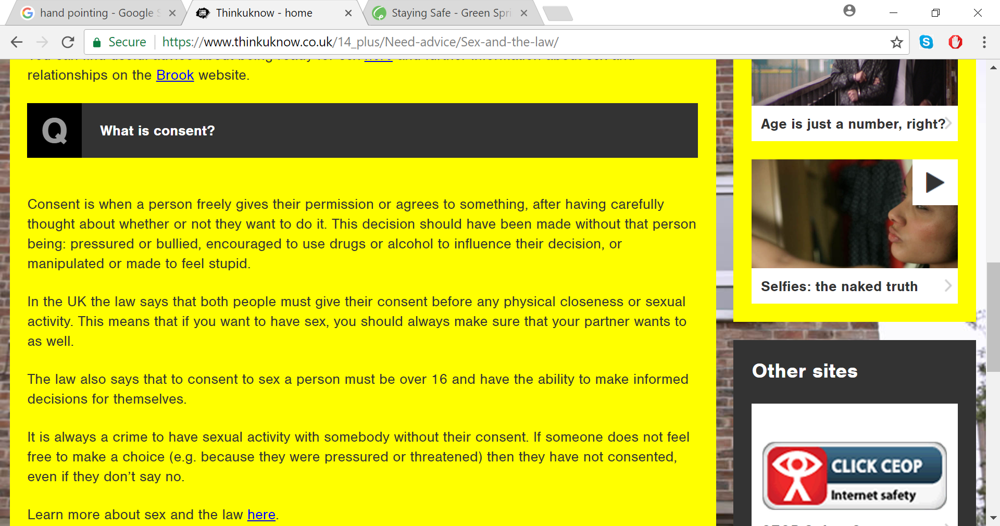 hand pointing - Google S
Thinkuknow - home
Staying Safe - Green Spri
Secure
https://www.thinkuknow.co.uk/14_plus/Need-advice/Sex-and-the-law/
relationships on the Brook website.
Q
What is consent?
Consent is when a person freely gives their permission or agrees to something, after having carefully
thought about whether or not they want to do it. This decision should have been made without that person
being: pressured or bullied, encouraged to use drugs or alcohol to influence their decision, or
manipulated or made to feel stupid.
In the UK the law says that both people must give their consent before any physical closeness or sexual
activity. This means that if you want to have sex, you should always make sure that your partner wants to
as well.
The law also says that to consent to sex a person must be over 16 and have the ability to make informed
decisions for themselves.
It is always a crime to have sexual activity with somebody without their consent. If someone does not feel
free to make a choice (e.g. because they were pressured or threatened) then they have not consented,
even if they don’t say no.
Learn more about sex and the law here.
Age is just a number, right?
Selfies: the naked truth
Other sites
CLICK CEOP
Internet safety